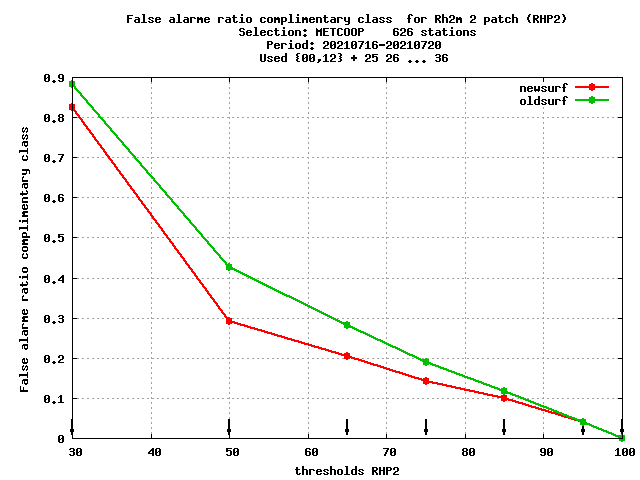 False alarme ratio complimentary class  for Rh2m 2 patch (RHP2)
Selection: METCOOP    626 stations
Period: 20210716-20210720
Used {00,12} + 25 26 ... 36
newsurf
oldsurf
False alarme ratio complimentary class
0.9
0.8
0.7
0.6
0.5
0.4
0.3
0.2
0.1
0
30 40 50 60 70 80 90 100
thresholds RHP2